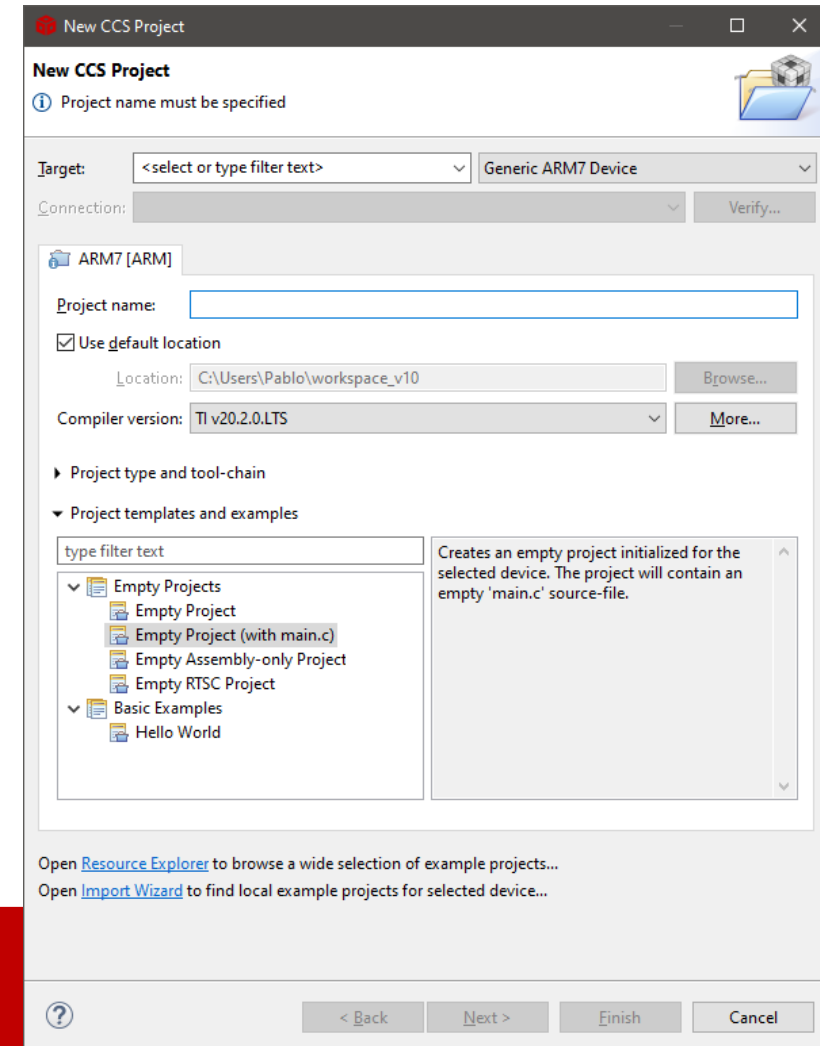 New CCS Project
New CCS Project
Project name must be specified
Target: <select or type filter text> Generic ARM7 Device
Connection: Verify...
ARM7 [ARM]
Project name:
Use default location
Location: C:\Users\Pablo\workspace_v10 Browse...
Compiler version: TI v20.2.0.LTS More...
Project type and tool-chain
Project templates and examples
type filter text
Empty Projects
Empty Project
Empty Project (with main.c)
Empty Assembly-only Project
Empty RTSC Project
Basic Examples
Hello World
Creates an empty project initialized for the
selected device. The project will contain an
empty 'main.c' source-file.
Open Resource Explorer to browse a wide selection of example projects...
Open Import Wizard to find local example projects for selected device...
? < Back Next > Finish Cancel